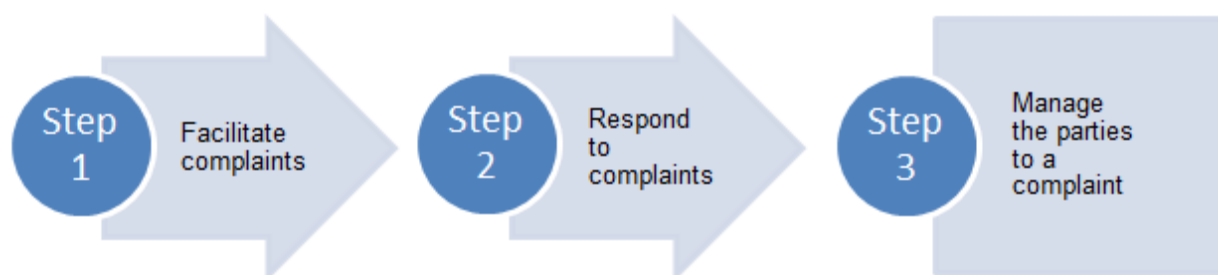 Step
1
Facilitate
complaints
Step
2
Respond
to
complaints
Step
3
Manage
the parties
to a
complaint